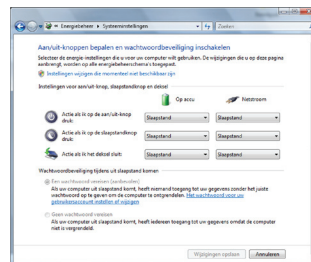 « Energiebeheer ▸ Systeeminstellingen
Zoeken
Aan/uit-knoppen bepalen en wachtwoordbeveiliging inschakelen
Selecteer de energie-instellingen die u voor uw computer wilt gebruiken. De wijzigingen die u op deze pagina
aanbrengt, worden op alle energiebeheerschema's toegepast.
Instellingen wijzigen die momenteel niet beschikbaar zijn
Instellingen voor aan/uit-knop, slaapstandknop en deksel
Op accu Netstroom
Actie als ik op de aan/uit-knop Slaapstand Slaapstand
druk:
Actie als ik op de slaapstandknop Slaapstand Slaapstand
druk:
Actie als ik het deksel sluit: Slaapstand Slaapstand
Wachtwoordbeveiliging tijdens uit slaapstand komen
Een wachtwoord vereisen (aanbevolen)
Als uw computer uit slaapstand komt, heeft niemand toegang tot uw gegevens zonder het juiste
wachtwoord op te geven om de computer te ontgrendelen. Het wachtwoord voor uw
gebruikersaccount instellen of wijzigen
Geen wachtwoord vereisen
Als uw computer uit slaapstand komt, heeft iedereen toegang tot uw gegevens omdat de computer
niet is vergrendeld.
Wijzigingen opslaan Annuleren